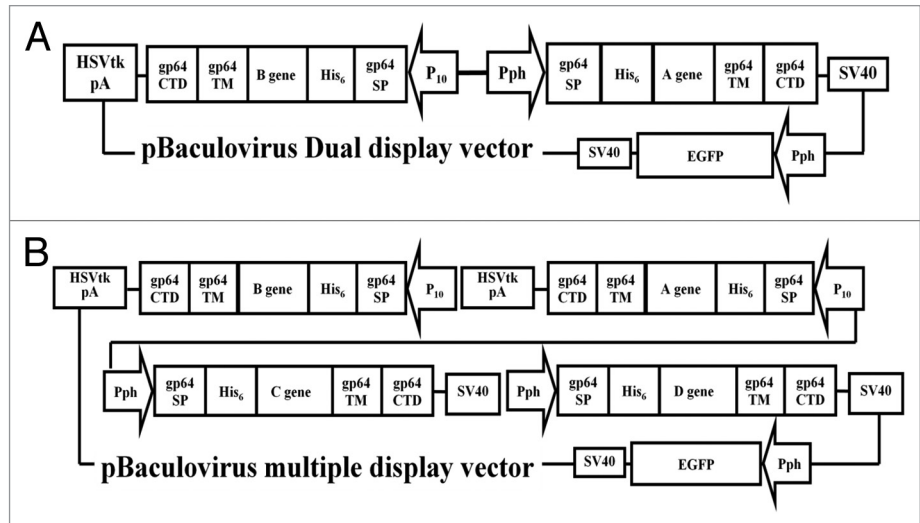 A
HSVtk
pA
gp64
CTD
gp64
TM
B gene
His₆
gp64
SP
P₁₀
Pph
gp64
SP
His₆
A gene
gp64
TM
gp64
CTD
SV40
pBaculovirus Dual display vector
SV40
EGFP
Pph
B
HSVtk
pA
gp64
CTD
gp64
TM
B gene
His₆
gp64
SP
P₁₀
HSVtk
pA
gp64
CTD
gp64
TM
A gene
His₆
gp64
SP
P₁₀
Pph
gp64
SP
His₆
C gene
gp64
TM
gp64
CTD
SV40
Pph
gp64
SP
His₆
D gene
gp64
TM
gp64
CTD
SV40
pBaculovirus multiple display vector
SV40
EGFP
Pph